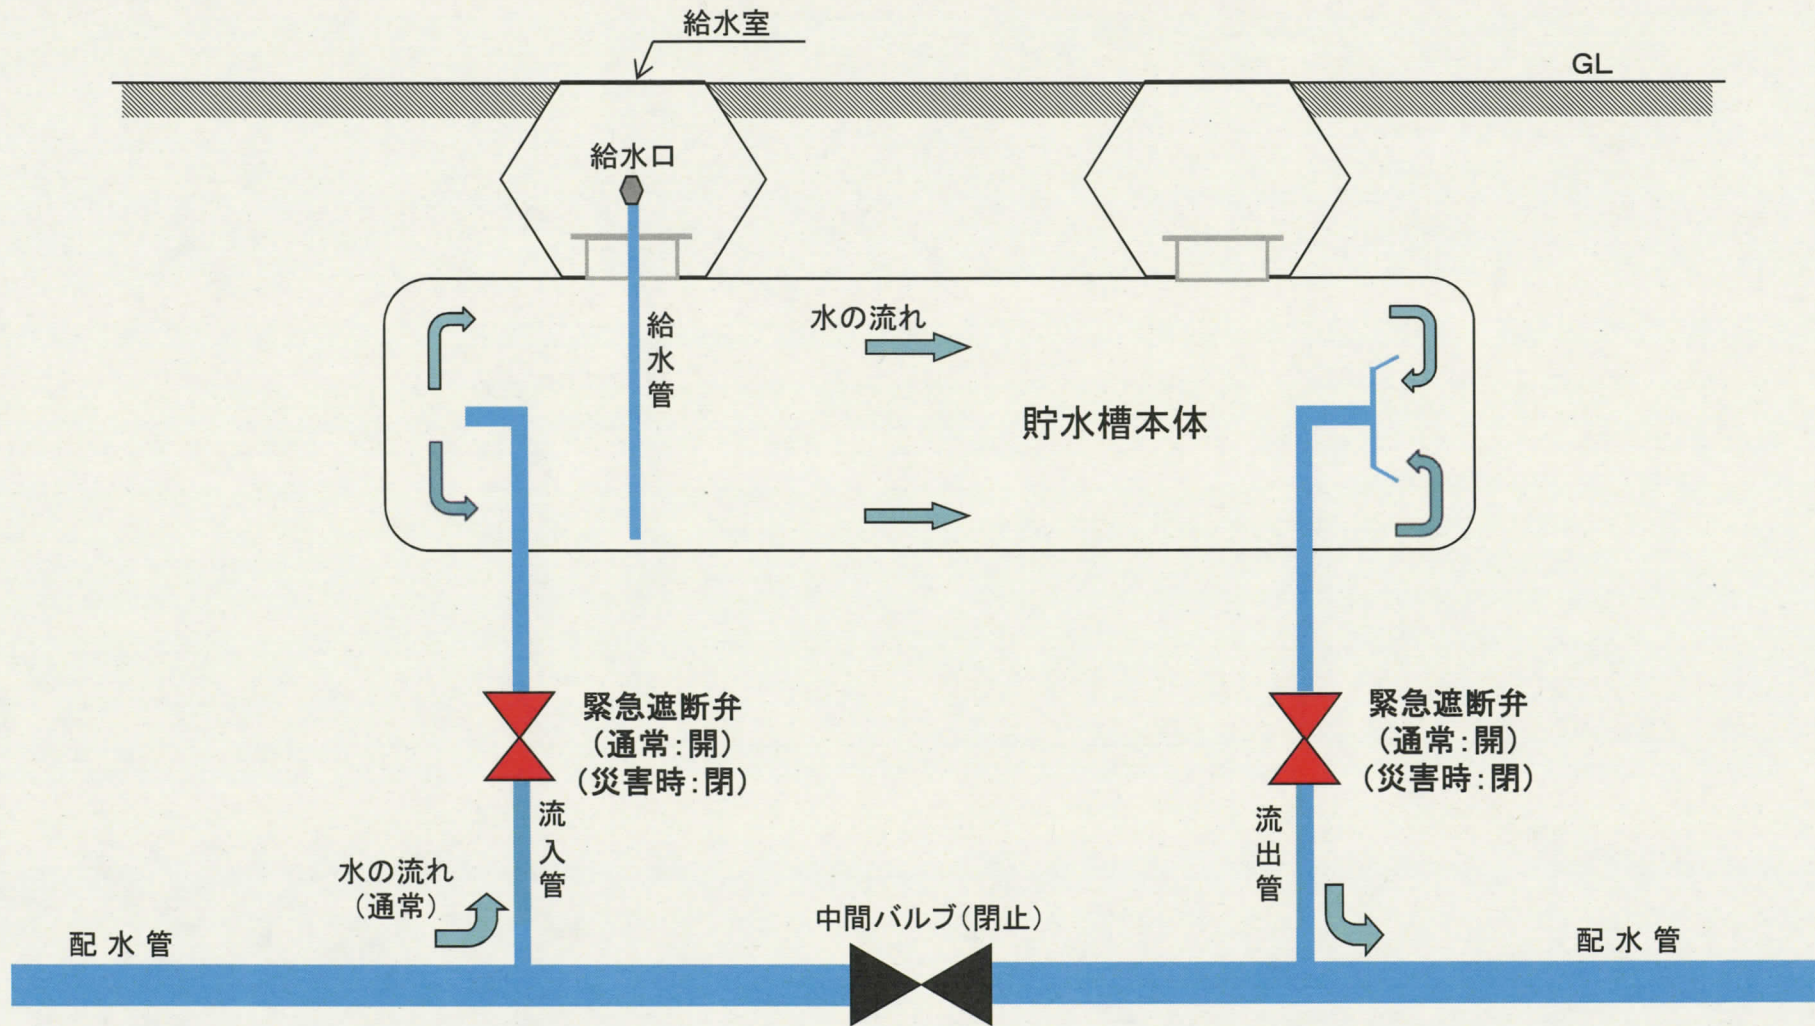 給水室
GL
給水口
給水管
水の流れ
貯水槽本体
緊急遮断弁
(通常:開)
(災害時:閉)
緊急遮断弁
(通常:開)
(災害時:閉)
流入管
流出管
水の流れ
(通常)
中間バルブ(閉止)
配水管
配水管